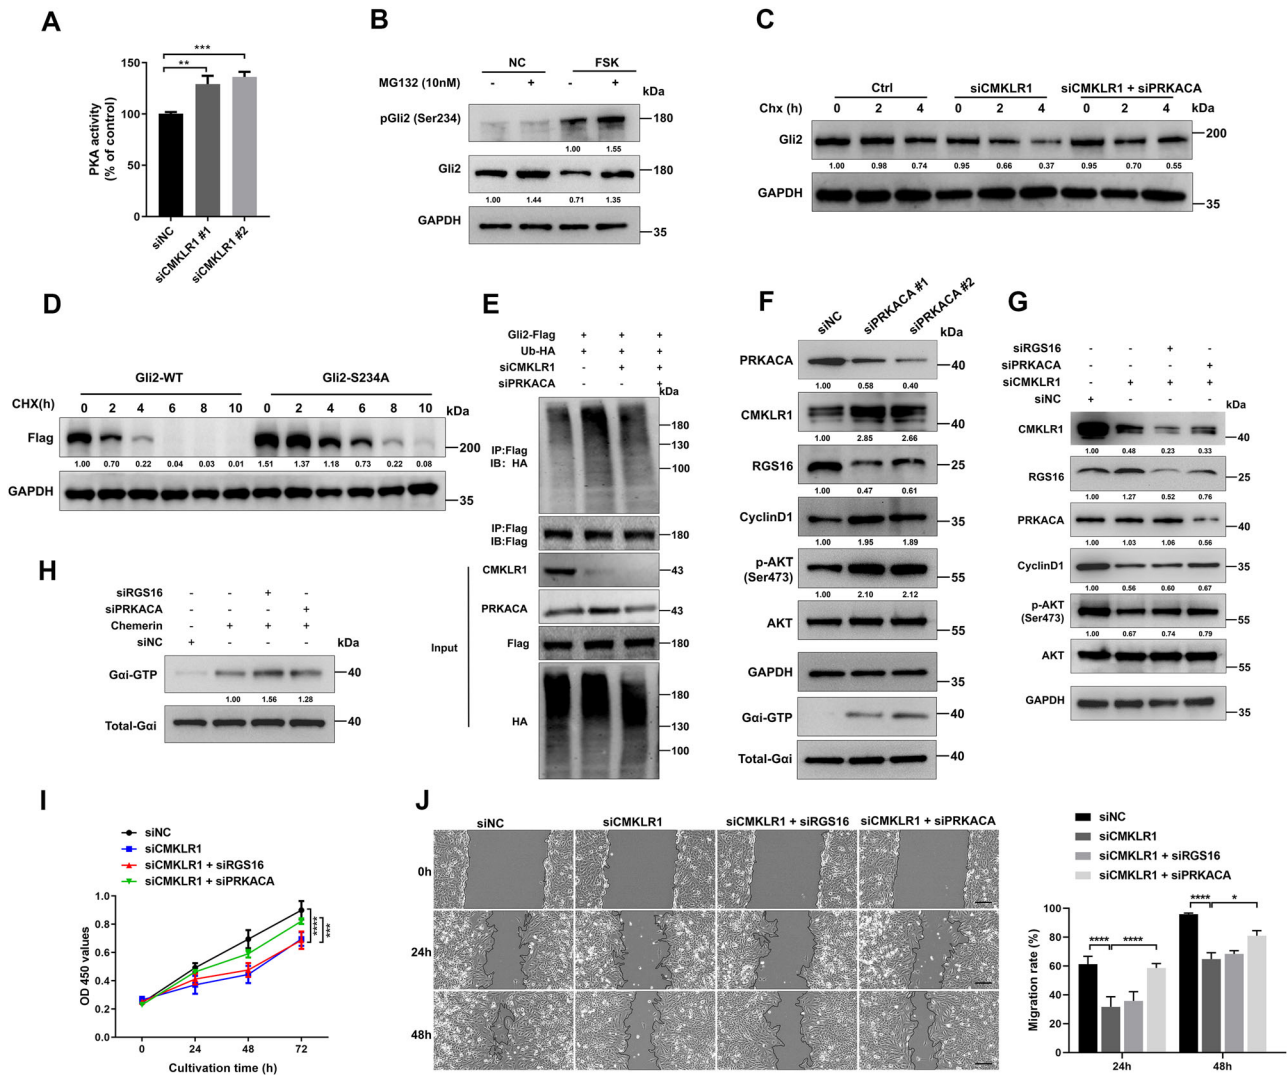 A
***
**
150
100
50
0
PKA activity
(% of control)
siNC
siCMKLR1 #1
siCMKLR1 #2
B
NC FSK
MG132 (10nM) - + - + kDa
pGli2 (Ser234) 180
1.00 1.55
Gli2 180
1.00 1.44 0.71 1.35
GAPDH 35
C
Ctrl siCMKLR1 siCMKLR1 + siPRKACA
Chx (h) 0 2 4 0 2 4 0 2 4 kDa
Gli2 200
1.00 0.98 0.74 0.95 0.66 0.37 0.95 0.70 0.55
GAPDH 35
D
Gli2-WT Gli2-S234A
CHX(h) 0 2 4 6 8 10 0 2 4 6 8 10 kDa
Flag 200
1.00 0.70 0.22 0.04 0.03 0.01 1.51 1.37 1.18 0.73 0.22 0.08
GAPDH 35
E
Gli2-Flag + + +
Ub-HA + + +
siCMKLR1 - + +
siPRKACA - - +
kDa
IP:Flag
IB: HA
180
130
100
IP:Flag
IB:Flag
180
Input
CMKLR1 43
PRKACA 43
Flag 180
HA
180
130
100
F
siNC
siPRKACA #1
siPRKACA #2
kDa
PRKACA 40
1.00 0.58 0.40
CMKLR1 40
1.00 2.85 2.66
RGS16 25
1.00 0.47 0.61
CyclinD1 35
1.00 1.95 1.89
p-AKT
(Ser473)
55
1.00 2.10 2.12
AKT 55
GAPDH 35
Gαi-GTP 40
Total-Gαi 40
G
siRGS16 - - + -
siPRKACA - - - +
siCMKLR1 - + + +
siNC + - - -
kDa
CMKLR1 40
1.00 0.48 0.23 0.33
RGS16 25
1.00 1.27 0.52 0.76
PRKACA 40
1.00 1.03 1.06 0.56
CyclinD1 35
1.00 0.56 0.60 0.67
p-AKT
(Ser473)
55
1.00 0.67 0.74 0.79
AKT 55
GAPDH 35
H
siRGS16 - - + -
siPRKACA - - - +
Chemerin - + + +
siNC + - - - kDa
Gαi-GTP 40
1.00 1.56 1.28
Total-Gαi 40
I
siNC
siCMKLR1
siCMKLR1 + siRGS16
siCMKLR1 + siPRKACA
OD 450 values
1.0
0.8
0.6
0.4
0.2
0.0
****
***
0 24 48 72
Cultivation time (h)
J
siNC siCMKLR1 siCMKLR1 + siRGS16 siCMKLR1 + siPRKACA
0h
24h
48h
siNC
siCMKLR1
siCMKLR1 + siRGS16
siCMKLR1 + siPRKACA
Migration rate (%)
100
80
60
40
20
0
**** ****
**** *
24h 48h